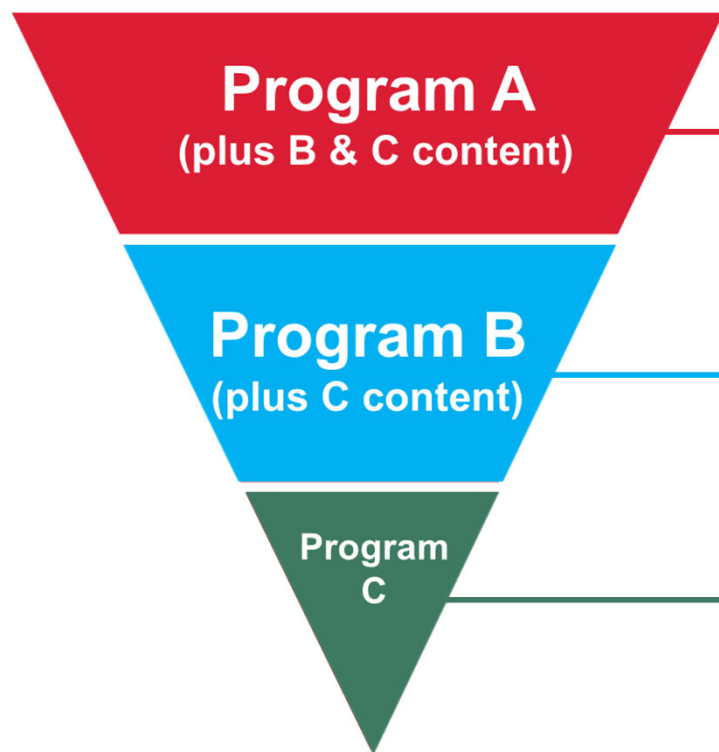 Program A
(plus B & C content)
Program B
(plus C content)
Program
C